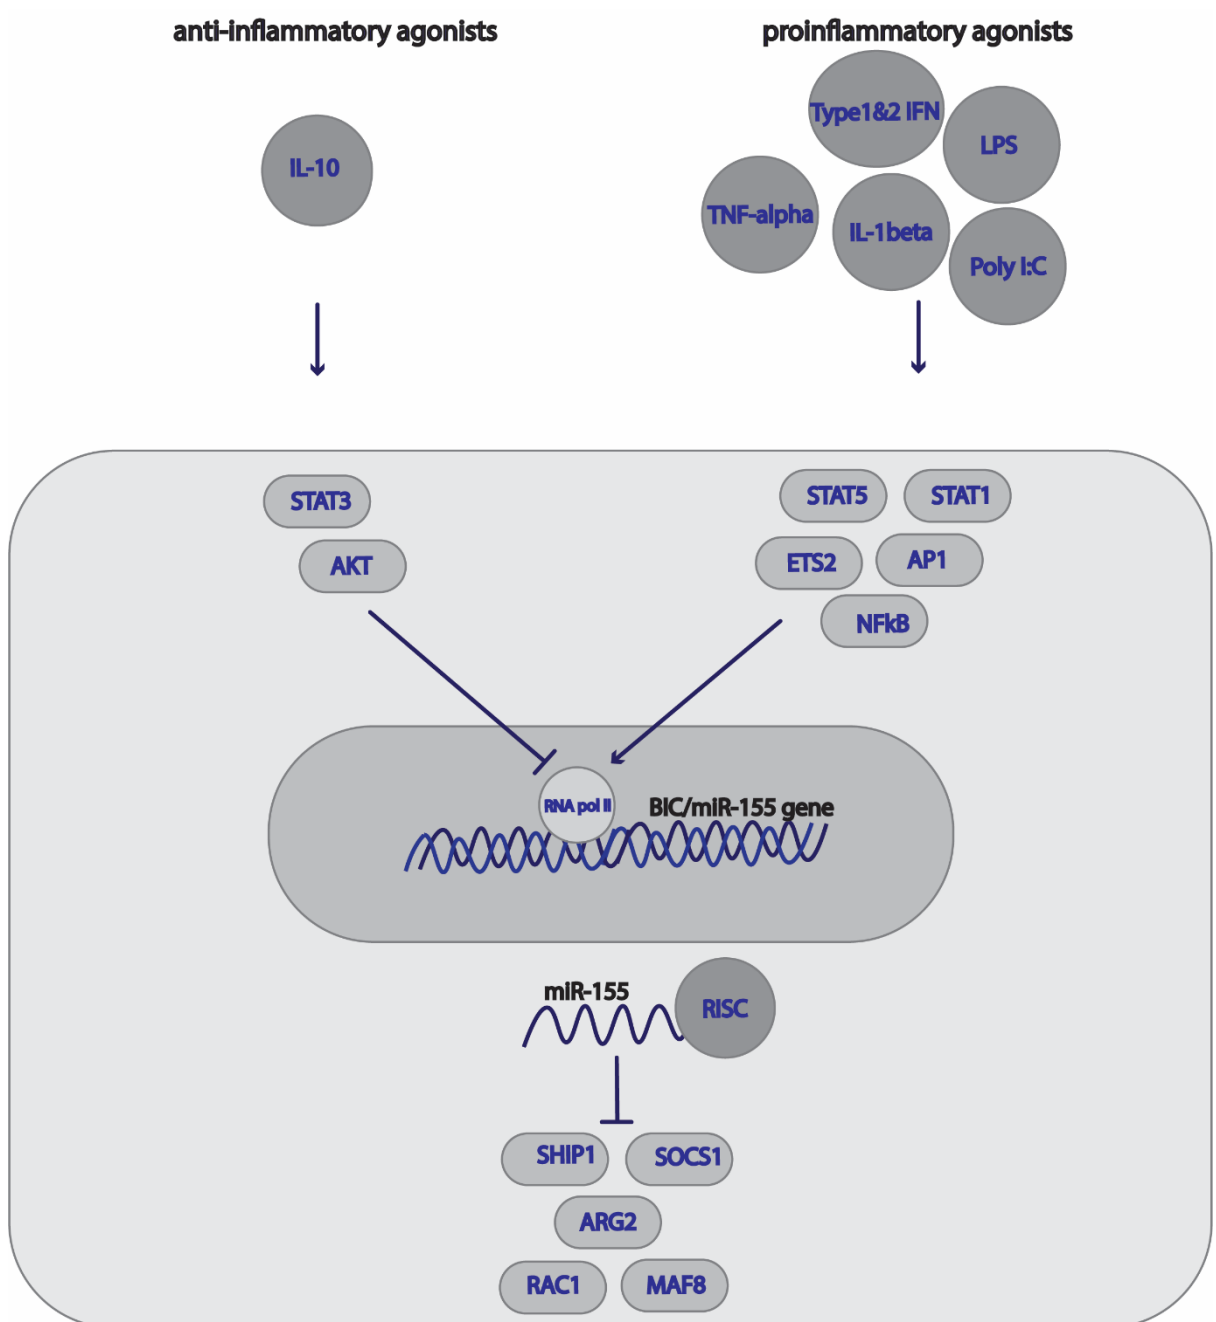 anti-inflammatory agonists
proinflammatory agonists
IL-10
Type1&2 IFN
LPS
TNF-alpha
IL-1beta
Poly I:C
STAT3
AKT
STAT5
STAT1
ETS2
AP1
NFkB
RNA pol II
BIC/miR-155 gene
miR-155
RISC
SHIP1
SOCS1
ARG2
RAC1
MAF8